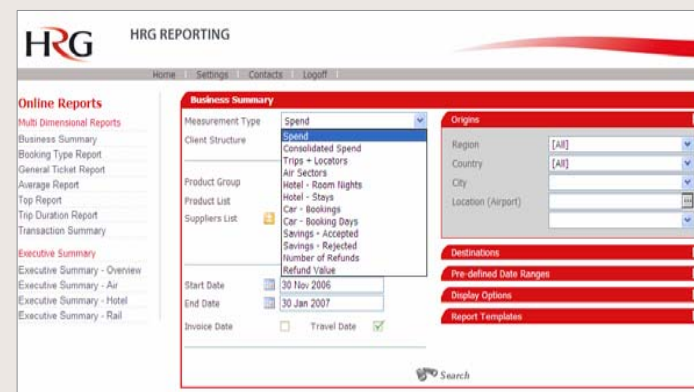 HRG
HRG REPORTING
Home Settings Contacts Logoff
Online Reports
Multi Dimensional Reports
Business Summary
Booking Type Report
General Ticket Report
Average Report
Top Report
Trip Duration Report
Transaction Summary
Executive Summary
Executive Summary - Overview
Executive Summary - Air
Executive Summary - Hotel
Executive Summary - Rail
Business Summary
Measurement Type Spend
Client Structure
Product Group
Product List
Suppliers List
Spend
Consolidated Spend
Trips + Locators
Air Sectors
Hotel - Room Nights
Hotel - Stays
Car - Bookings
Car - Booking Days
Savings - Accepted
Savings - Rejected
Number of Refunds
Refund Value
Start Date 30 Nov 2006
End Date 30 Jan 2007
Invoice Date Travel Date
Origins
Region [All]
Country [All]
City
Location (Airport)
Destinations
Pre-defined Date Ranges
Display Options
Report Templates
Search